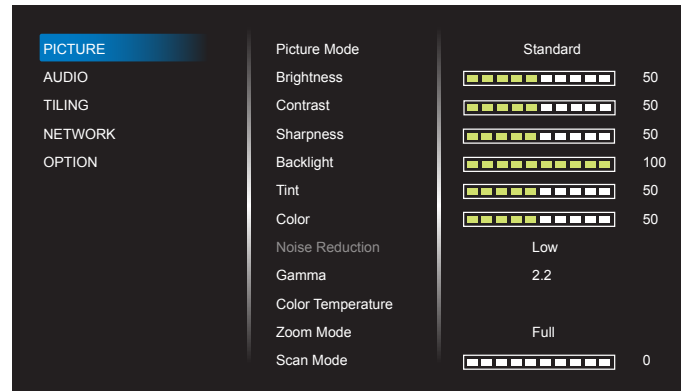 PICTURE
AUDIO
TILING
NETWORK
OPTION
Picture Mode Standard
Brightness 50
Contrast 50
Sharpness 50
Backlight 100
Tint 50
Color 50
Noise Reduction Low
Gamma 2.2
Color Temperature
Zoom Mode Full
Scan Mode 0